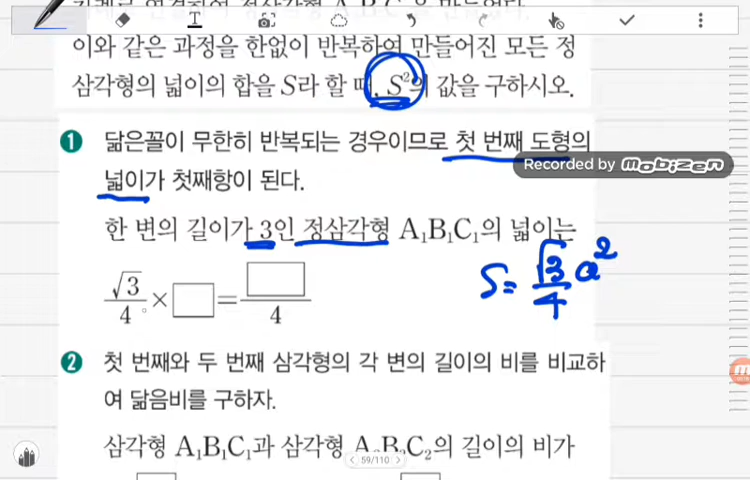 이와 같은 과정을 한없이 반복하여 만들어진 모든 정
삼각형의 넓이의 합을 S라 할 때, S²의 값을 구하시오.
1 닮은꼴이 무한히 반복되는 경우이므로 첫 번째 도형의
Recorded by mobizen
넓이가 첫째항이 된다.
한 변의 길이가 3인 정삼각형 A₁B₁C₁의 넓이는
S = √3/4 a²
√3/4 × □ = □/4
2 첫 번째와 두 번째 삼각형의 각 변의 길이의 비를 비교하
여 닮음비를 구하자.
삼각형 A₁B₁C₁과 삼각형 A₂B₂C₂의 길이의 비가
59/110